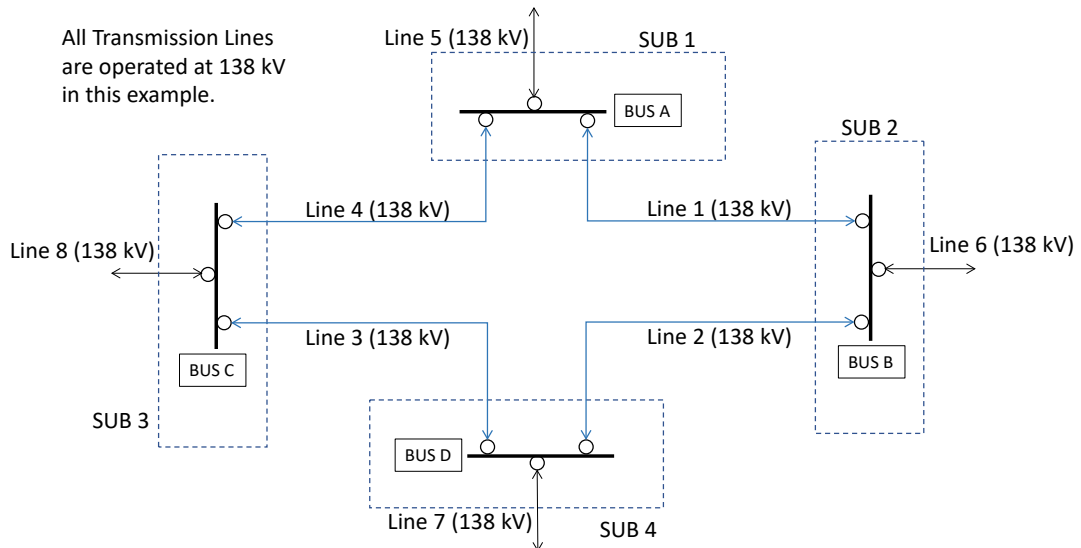 All Transmission Lines
are operated at 138 kV
in this example.
Line 5 (138 kV)
SUB 1
BUS A
SUB 2
Line 4 (138 kV)
Line 1 (138 kV)
Line 8 (138 kV)
Line 6 (138 kV)
Line 3 (138 kV)
Line 2 (138 kV)
BUS C
BUS B
SUB 3
BUS D
Line 7 (138 kV)
SUB 4